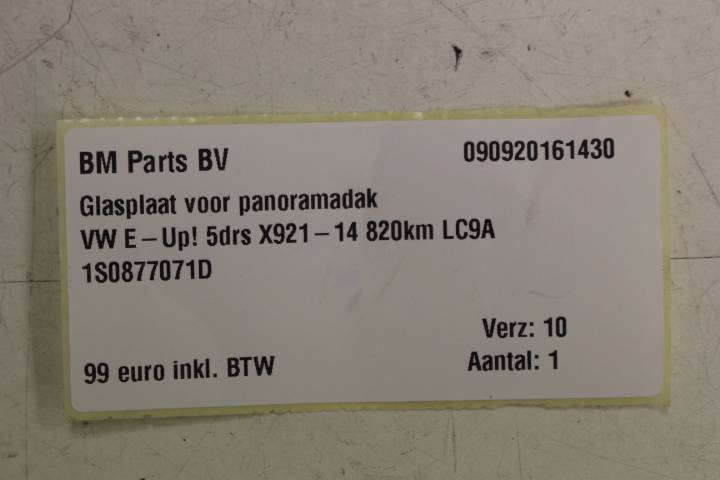 BM Parts BV 090920161430
Glasplaat voor panoramadak
VW E-Up! 5drs X921-14 820km LC9A
1S0877071D
Verz: 10
99 euro inkl. BTW Aantal: 1